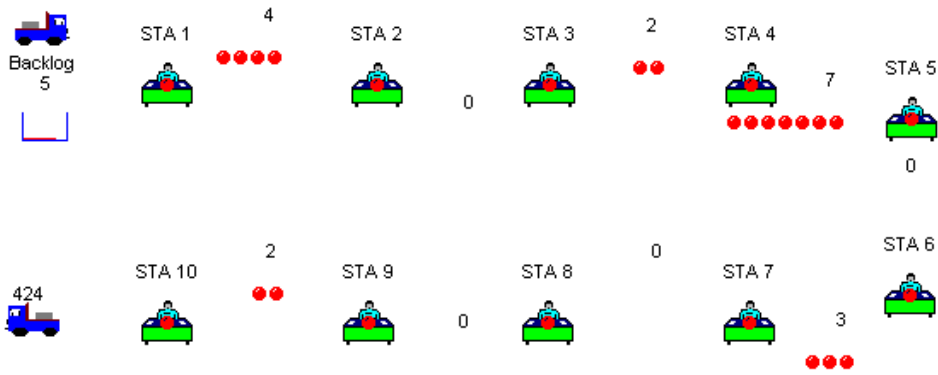 4
STA 1
STA 2
STA 3
2
STA 4
Backlog
5
0
7
STA 5
0
STA 10
2
STA 9
STA 8
0
STA 7
STA 6
424
0
3